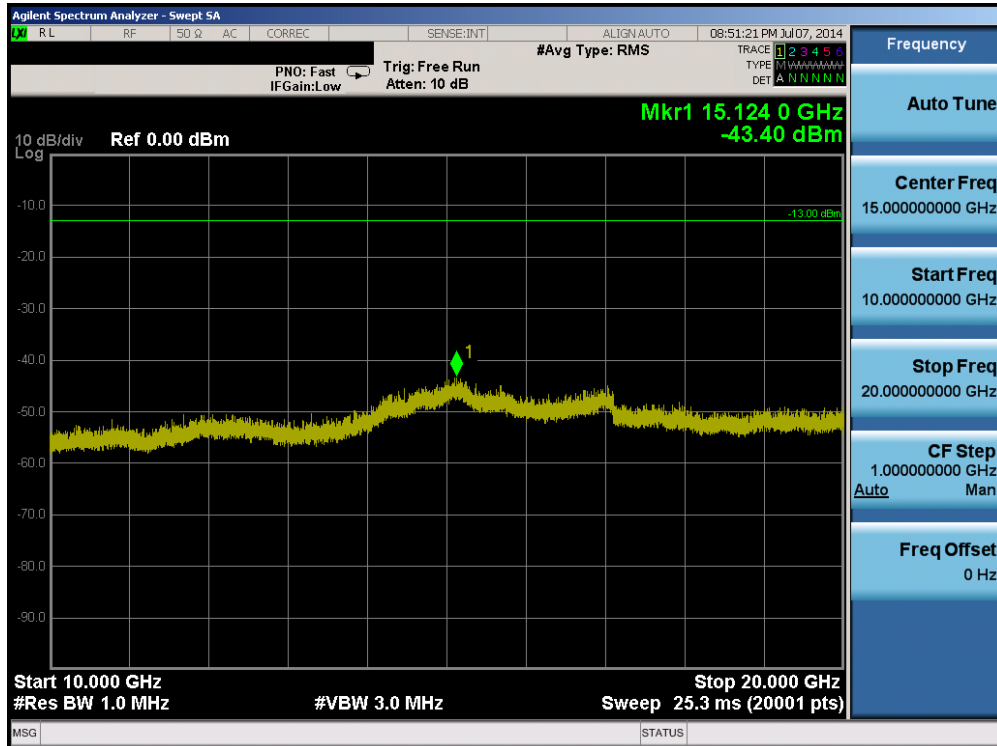 Agilent Spectrum Analyzer - Swept SA
LXI RL RF 50 Ω AC CORREC SENSE:INT ALIGN AUTO 08:51:21 PM Jul 07, 2014
#Avg Type: RMS TRACE 1 2 3 4 5 6
PNO: Fast Trig: Free Run TYPE M
IFGain:Low Atten: 10 dB DET A N N N N N
Frequency
Auto Tune
Mkr1 15.124 0 GHz
-43.40 dBm
10 dB/div Ref 0.00 dBm
Log
Center Freq
15.000000000 GHz
-10.0
-13.00 dBm
-20.0
Start Freq
10.000000000 GHz
-30.0
-40.0
1
Stop Freq
20.000000000 GHz
-50.0
CF Step
1.000000000 GHz
Auto Man
-60.0
-70.0
Freq Offset
0 Hz
-80.0
-90.0
Start 10.000 GHz Stop 20.000 GHz
#Res BW 1.0 MHz #VBW 3.0 MHz Sweep 25.3 ms (20001 pts)
MSG STATUS